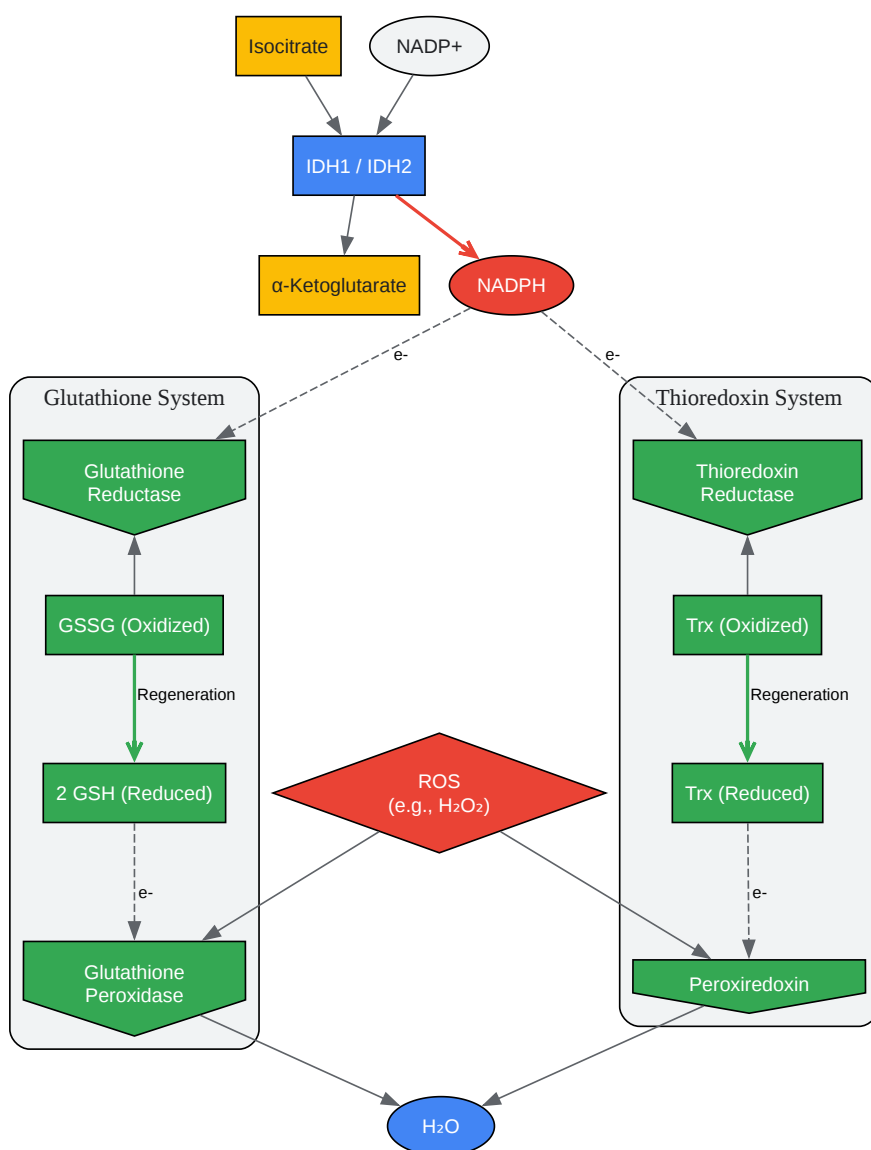 Isocitrate
NADP+
IDH1 / IDH2
α-Ketoglutarate
NADPH
e-
e-
Glutathione System
Thioredoxin System
Glutathione
Reductase
Thioredoxin
Reductase
GSSG (Oxidized)
Trx (Oxidized)
Regeneration
Regeneration
2 GSH (Reduced)
ROS
(e.g., H₂O₂)
Trx (Reduced)
e-
e-
Glutathione
Peroxidase
Peroxiredoxin
H₂O